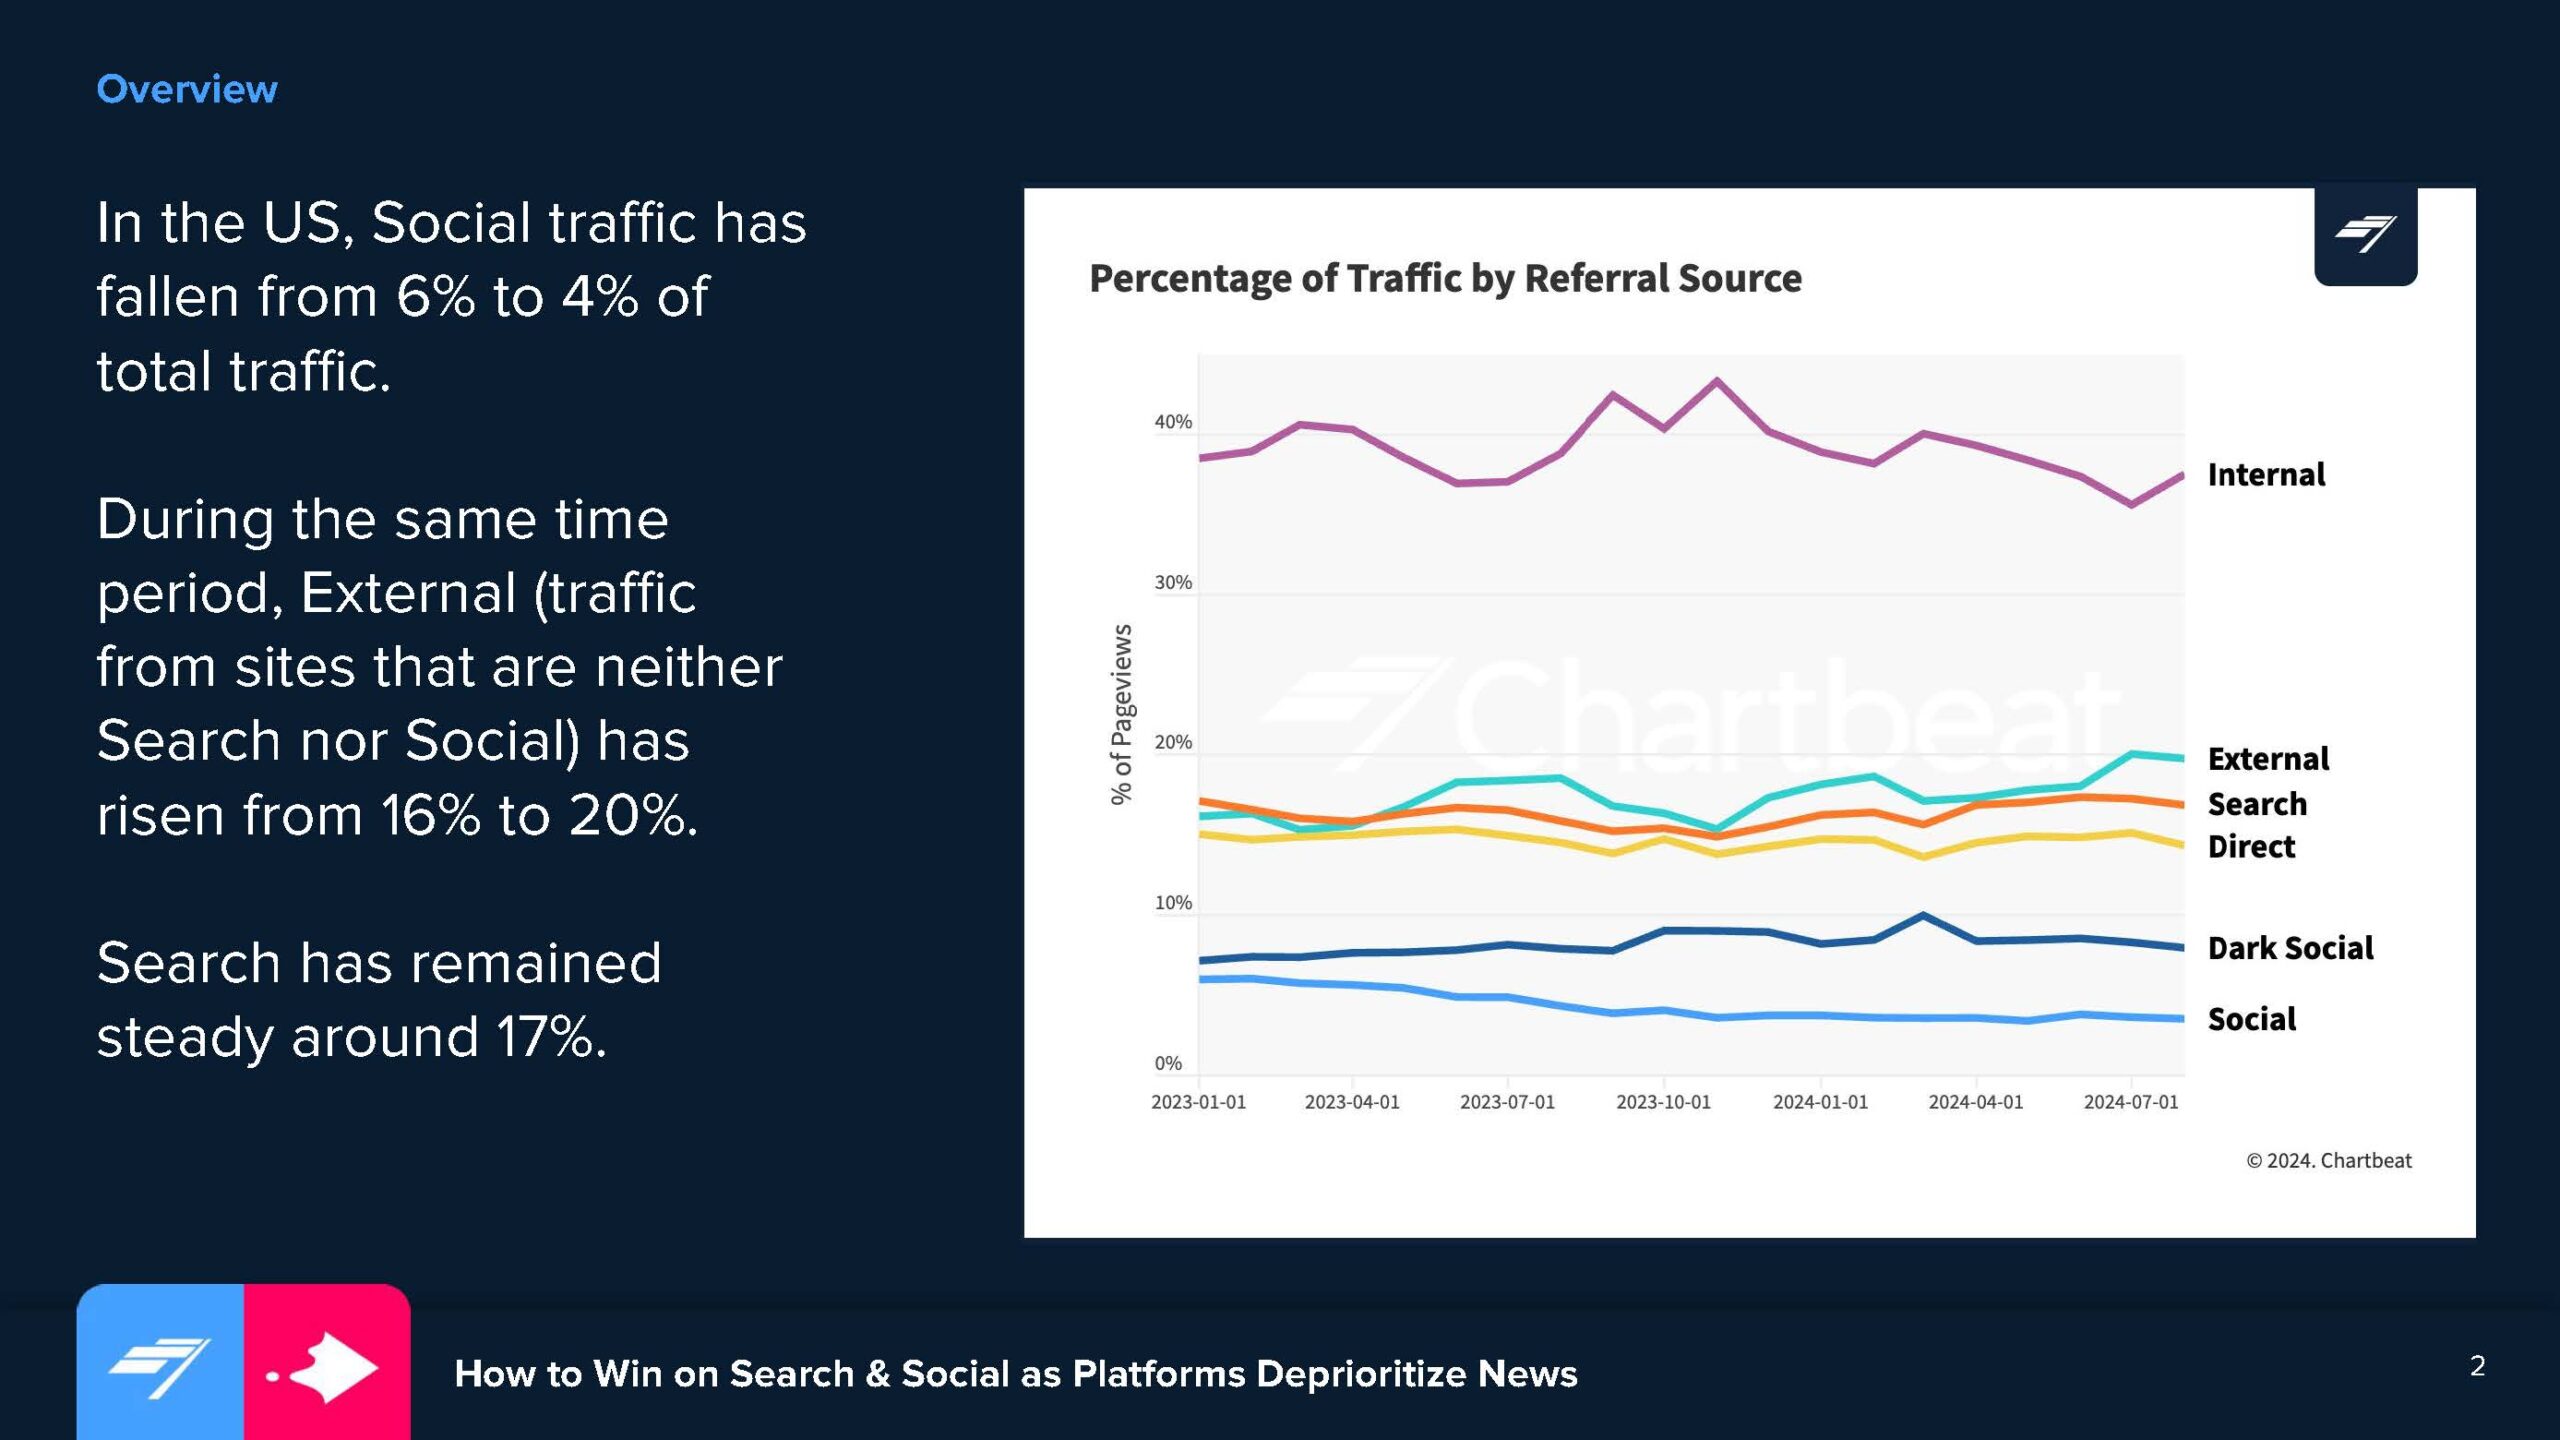 Overview
In the US, Social traffic has
fallen from 6% to 4% of
total traffic.
During the same time
period, External (traffic
from sites that are neither
Search nor Social) has
risen from 16% to 20%.
Search has remained
steady around 17%.
Percentage of Traffic by Referral Source
% of Pageviews
40%
30%
20%
10%
0%
Chartbeat
Internal
External
Search
Direct
Dark Social
Social
2023-01-01 2023-04-01 2023-07-01 2023-10-01 2024-01-01 2024-04-01 2024-07-01
© 2024. Chartbeat
How to Win on Search & Social as Platforms Deprioritize News
2